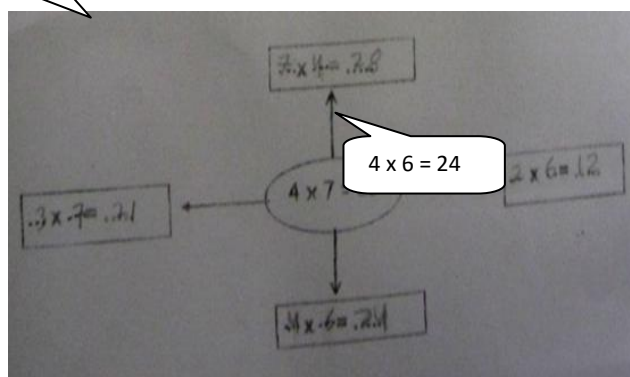 7 x 4 = 28
4 x 6 = 24
4 x 7
2 x 6 = 12
3 x 7 = 21
4 x 6 = 24